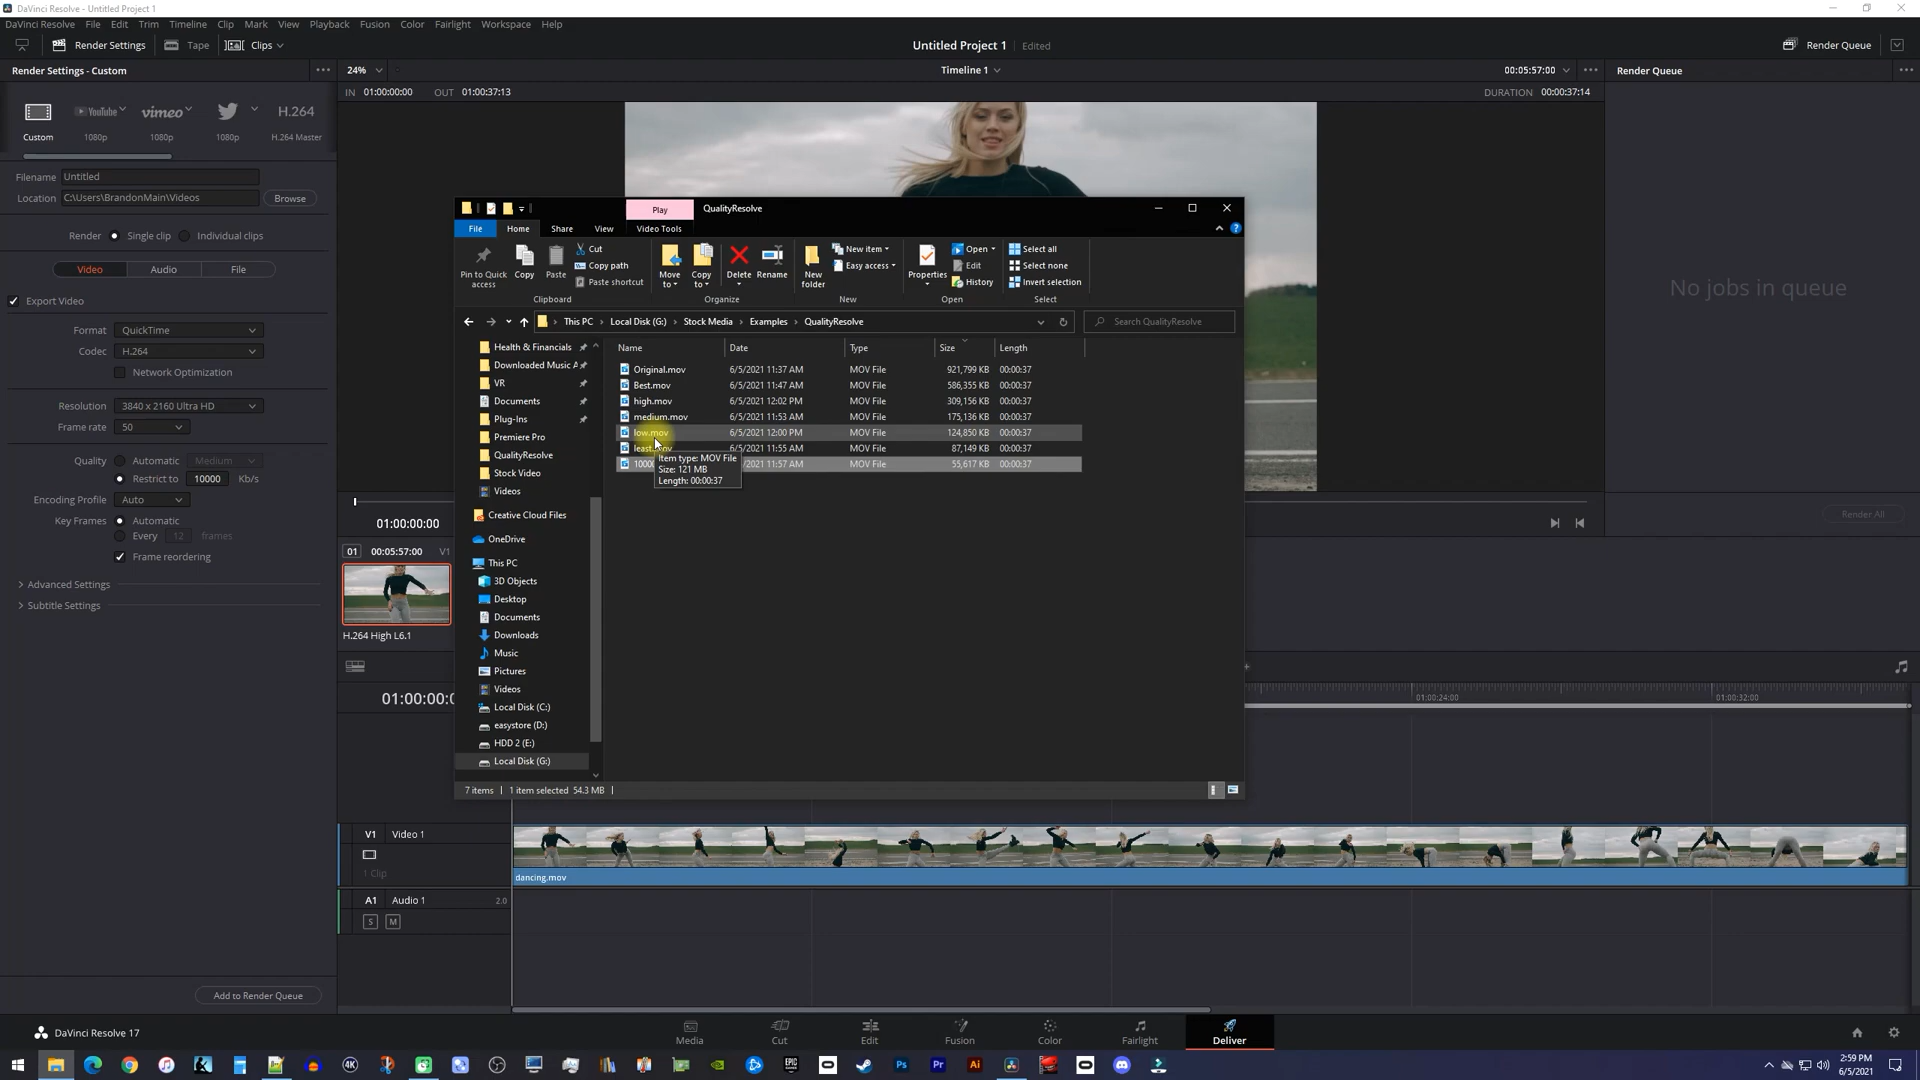 DaVinci Resolve - Untitled Project 1
DaVinci Resolve File Edit Trim Timeline Clip Mark View Playback Fusion Color Fairlight Workspace Help
Render Settings Tape Clips Untitled Project 1 Edited Render Queue
Render Settings - Custom 24% Timeline 1 00:05:57:00 Render Queue
IN 01:00:00:00 OUT 01:00:37:13 DURATION 00:00:37:14
YouTube vimeo H.264
Custom 1080p 1080p 1080p H.264 Master
Filename Untitled
Location C:\Users\BrandonMain\Videos Browse
Render Single clip Individual clips
Video Audio File
Export Video
Format QuickTime
Codec H.264
Network Optimization
Resolution 3840 x 2160 Ultra HD
Frame rate 50
Quality Automatic Medium
Restrict to 10000 Kb/s
Encoding Profile Auto
Key Frames Automatic
Every 12 frames
Frame reordering
Advanced Settings
Subtitle Settings
Add to Render Queue
Play QualityResolve
File Home Share View Video Tools
Pin to Quick access Copy Paste Cut Copy path Paste shortcut
Move to Copy to Delete Rename New folder New item Easy access
Properties Open Edit History Select all Select none Invert selection
Clipboard Organize New Open Select
This PC Local Disk (G:) Stock Media Examples QualityResolve Search QualityResolve
Health & Financials
Downloaded Music A
VR
Documents
Plug-Ins
Premiere Pro
QualityResolve
Stock Video
Videos
Creative Cloud Files
OneDrive
This PC
3D Objects
Desktop
Documents
Downloads
Music
Pictures
Videos
Local Disk (C:)
easystore (D:)
HDD 2 (E:)
Local Disk (G:)
Name Date Type Size Length
Original.mov 6/5/2021 11:37 AM MOV File 921,799 KB 00:00:37
Best.mov 6/5/2021 11:47 AM MOV File 586,355 KB 00:00:37
high.mov 6/5/2021 12:02 PM MOV File 309,156 KB 00:00:37
medium.mov 6/5/2021 11:53 AM MOV File 175,136 KB 00:00:37
low.mov 6/5/2021 12:00 PM MOV File 124,850 KB 00:00:37
least.mov 6/5/2021 11:55 AM MOV File 87,149 KB 00:00:37
1000 /2021 11:57 AM MOV File 55,617 KB 00:00:37
Item type: MOV File
Size: 121 MB
Length: 00:00:37
7 items 1 item selected 54.3 MB
No jobs in queue
Render All
01:00:00:00
01 00:05:57:00 V1
H.264 High L6.1
01:00:00:0 01:00:24:00 01:00:32:00
V1 Video 1
1 Clip
dancing.mov
A1 Audio 1 2.0
S M
DaVinci Resolve 17 Media Cut Edit Fusion Color Fairlight Deliver
4K EPIC GAMES Ps Pr Ai
2:59 PM
6/5/2021